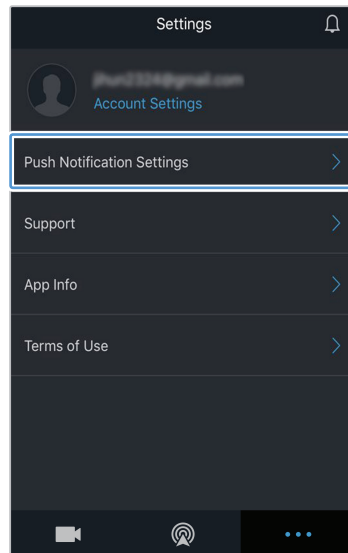 Settings
Account Settings
Push Notification Settings
Support
App Info
Terms of Use